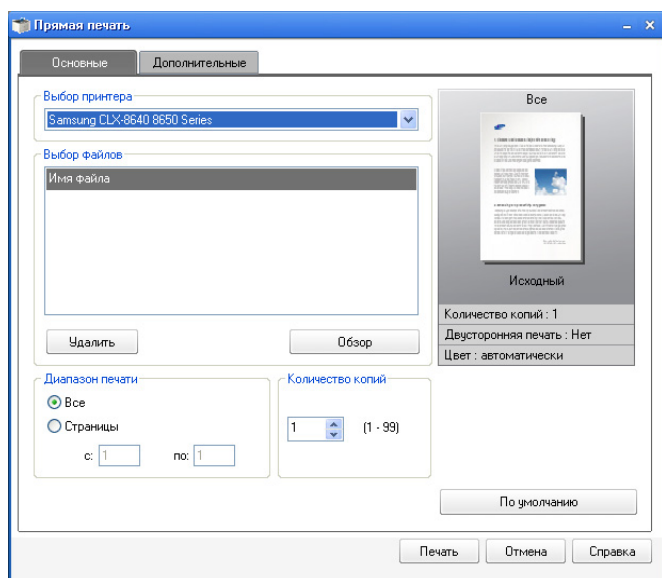 Прямая печать
Основные
Дополнительные
Выбор принтера
Samsung CLX-8640 8650 Series
Выбор файлов
Имя файла
Удалить
Обзор
Диапазон печати
Все
Страницы
с: 1 по: 1
Количество копий
1 (1 - 99)
Все
Исходный
Количество копий : 1
Двусторонняя печать : Нет
Цвет : автоматически
По умолчанию
Печать
Отмена
Справка